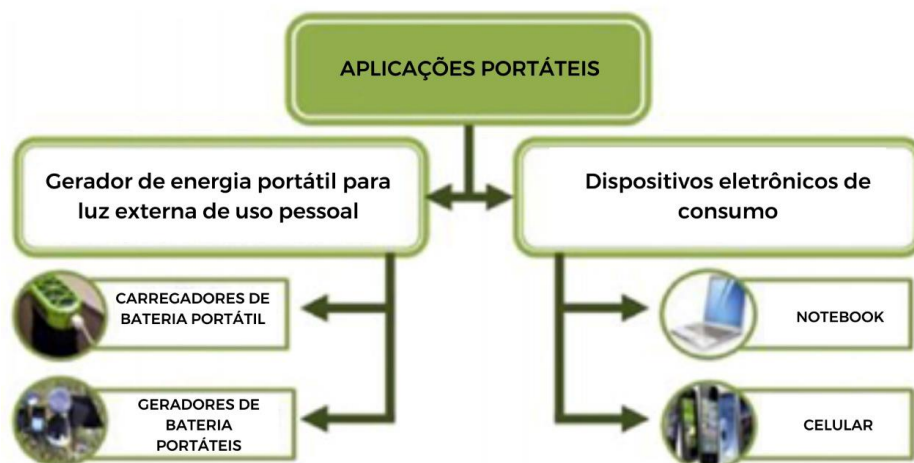 APLICAÇÕES PORTÁTEIS
Gerador de energia portátil para
luz externa de uso pessoal
Dispositivos eletrônicos de
consumo
CARREGADORES DE
BATERIA PORTÁTIL
GERADORES DE
BATERIA
PORTÁTEIS
NOTEBOOK
CELULAR